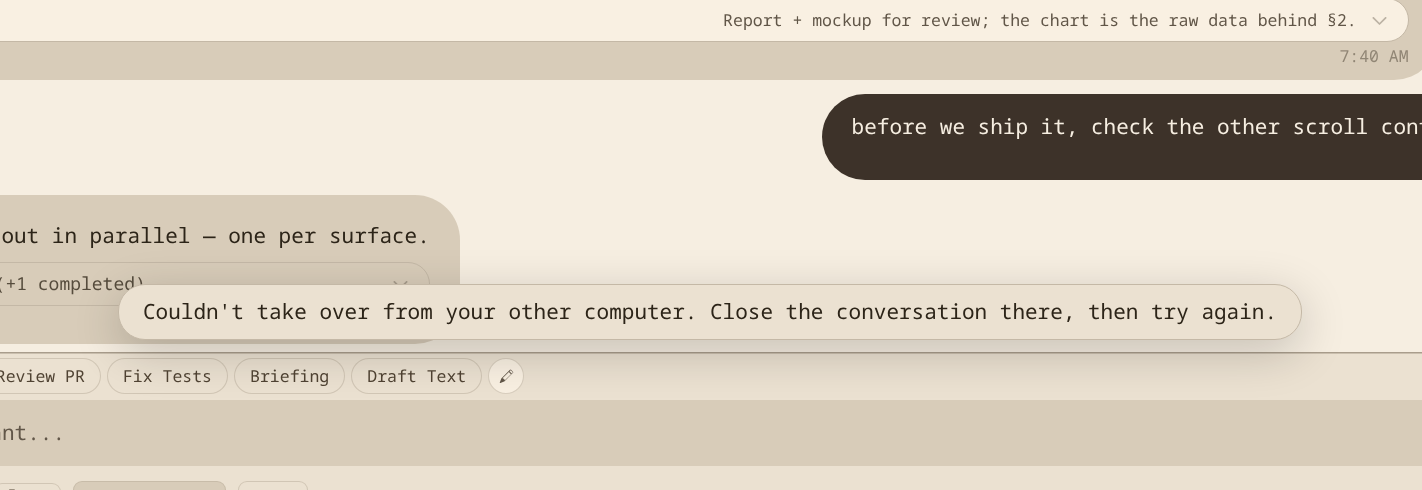 Report + mockup for review; the chart is the raw data behind §2.
7:40 AM
before we ship it, check the other scroll
out in parallel — one per surface.
(+1 completed)
Couldn't take over from your other computer. Close the conversation there, then try again.
Review PR
Fix Tests
Briefing
Draft Text